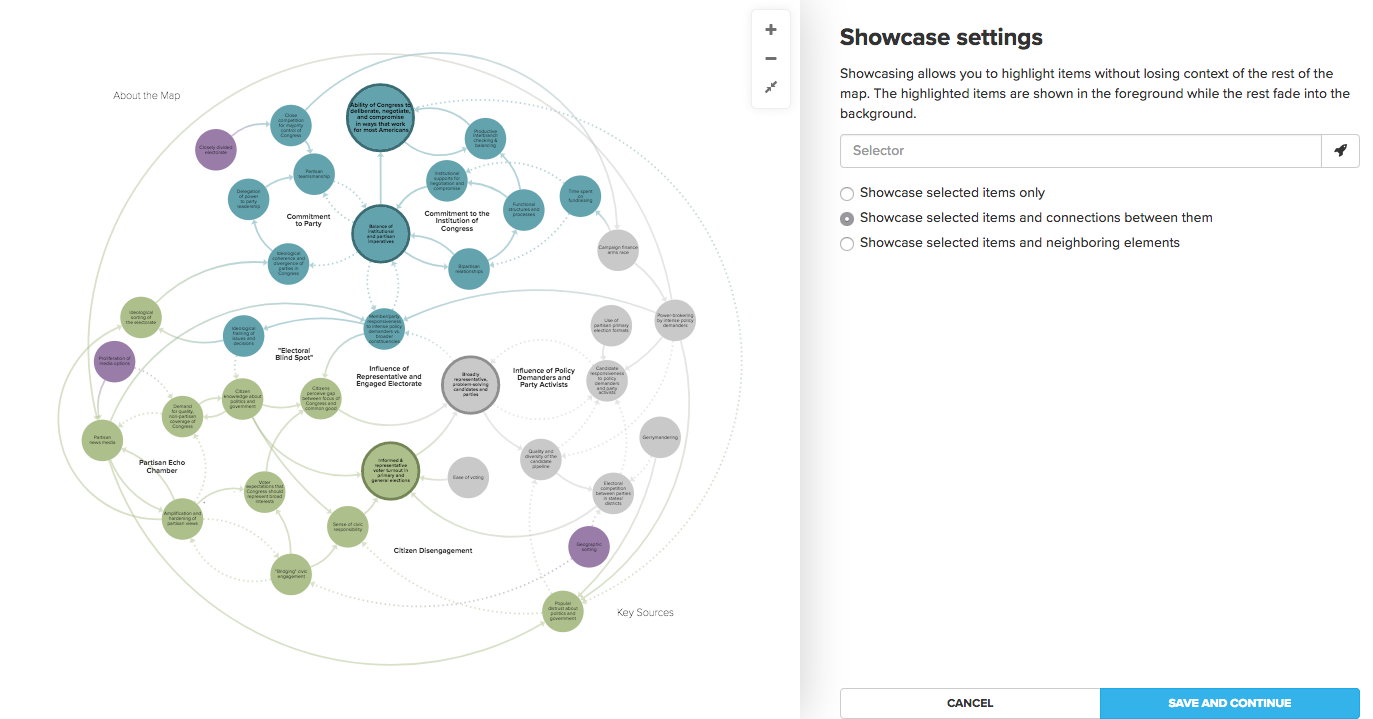 About the Map
Ability of Congress to
deliberate, negotiate,
and compromise
in ways that work
for most Americans
Close
competition
for majority
control of
Congress
Closely divided
electorate
Productive
interbranch
checking &
balancing
Partisan
teamsmanship
Institutional
supports for
negotiation and
compromise
Delegation
of power
to party
leadership
Time spent
on
fundraising
Functional
structures and
processes
Commitment
to Party
Commitment to the
Institution of
Congress
Balance of
institutional
and partisan
imperatives
Campaign finance
arms race
Ideological
coherence and
divergence of
parties in
Congress
Bipartisan
relationships
Ideological
sorting of
the electorate
Power-brokering
by intense policy
demanders
Member/party
responsiveness
to intense policy
demanders vs.
broader
constituencies
Use of
partisan primary
election formats
Ideological
framing of
issues and
decisions
"Electoral
Blind Spot"
Proliferation of
media options
Influence of
Representative and
Engaged Electorate
Broadly
representative,
problem-solving
candidates and
parties
Influence of Policy
Demanders and
Party Activists
Candidate
responsiveness
to policy
demanders
and party
activists
Citizen
knowledge about
politics and
government
Citizens
perceive gap
between focus of
Congress and
common good
Demand
for quality,
non-partisan
coverage of
Congress
Partisan
news media
Gerrymandering
Partisan Echo
Chamber
Informed &
representative
voter turnout in
primary and
general elections
Ease of voting
Quality and
diversity of the
candidate
pipeline
Voter
expectations that
Congress should
represent broad
interests
Electoral
competition
between parties
in states/
districts
Amplification and
hardening of
partisan views
Sense of civic
responsibility
Citizen Disengagement
Geographic
sorting
"Bridging" civic
engagement
Popular
distrust about
politics and
government
Key Sources
Showcase settings
Showcasing allows you to highlight items without losing context of the rest of the
map. The highlighted items are shown in the foreground while the rest fade into the
background.
Selector
Showcase selected items only
Showcase selected items and connections between them
Showcase selected items and neighboring elements
CANCEL
SAVE AND CONTINUE